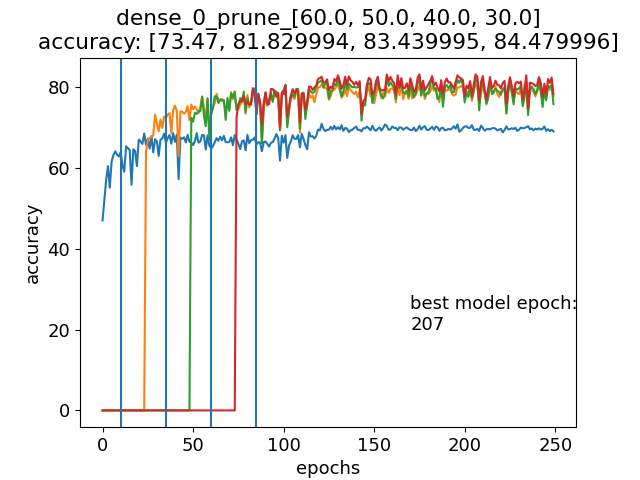 dense_0_prune_[60.0, 50.0, 40.0, 30.0]
accuracy: [73.47, 81.829994, 83.439995, 84.479996]
80
60
40
20
0
accuracy
best model epoch:
207
0 50 100 150 200 250
epochs